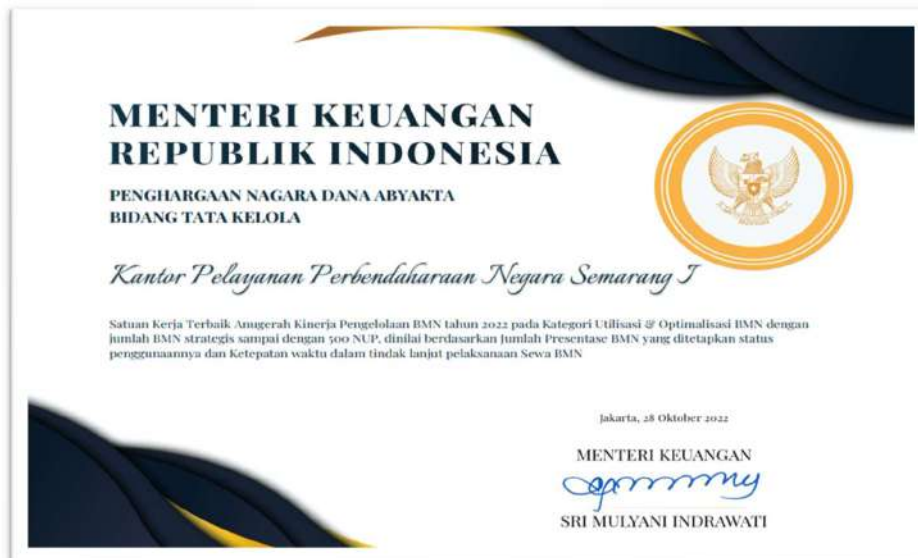 MENTERI KEUANGAN
REPUBLIK INDONESIA
PENGHARGAAN NAGARA DANA ABYAKTA
BIDANG TATA KELOLA
Kantor Pelayanan Perbendaharaan Negara Semarang I
Satuan Kerja Terbaik Anugerah Kinerja Pengelolaan BMN tahun 2022 pada Kategori Utilisasi & Optimalisasi BMN dengan
jumlah BMN strategis sampai dengan 500 NUP, dinilai berdasarkan Jumlah Presentase BMN yang ditetapkan status
penggunaannya dan Ketepatan waktu dalam tindak lanjut pelaksanaan Sewa BMN
Jakarta, 28 Oktober 2022
MENTERI KEUANGAN
SRI MULYANI INDRAWATI